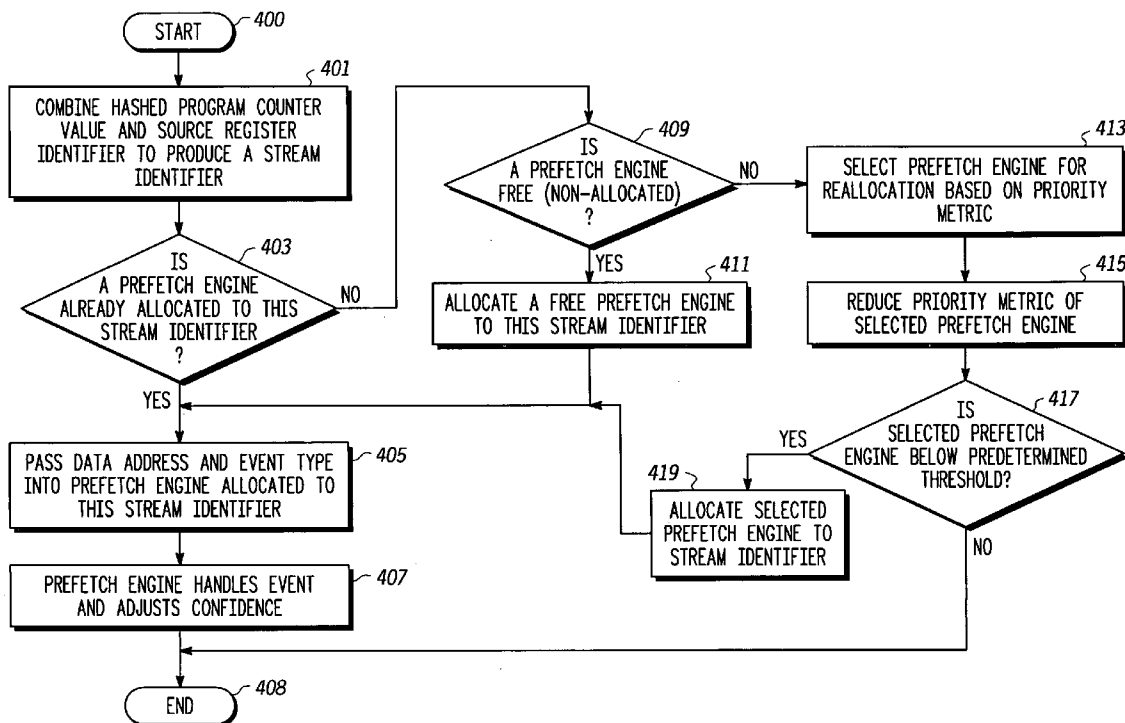 START
400
401
COMBINE HASHED PROGRAM COUNTER
VALUE AND SOURCE REGISTER
IDENTIFIER TO PRODUCE A STREAM
IDENTIFIER
403
IS
A PREFETCH ENGINE
ALREADY ALLOCATED TO THIS
STREAM IDENTIFIER
?
NO
YES
PASS DATA ADDRESS AND EVENT TYPE
INTO PREFETCH ENGINE ALLOCATED TO
THIS STREAM IDENTIFIER
405
PREFETCH ENGINE HANDLES EVENT
AND ADJUSTS CONFIDENCE
407
END
408
409
IS
A PREFETCH ENGINE
FREE (NON-ALLOCATED)
?
NO
YES
411
ALLOCATE A FREE PREFETCH ENGINE
TO THIS STREAM IDENTIFIER
413
SELECT PREFETCH ENGINE FOR
REALLOCATION BASED ON PRIORITY
METRIC
415
REDUCE PRIORITY METRIC OF
SELECTED PREFETCH ENGINE
417
IS
SELECTED PREFETCH
ENGINE BELOW PREDETERMINED
THRESHOLD?
YES
NO
419
ALLOCATE SELECTED
PREFETCH ENGINE TO
STREAM IDENTIFIER